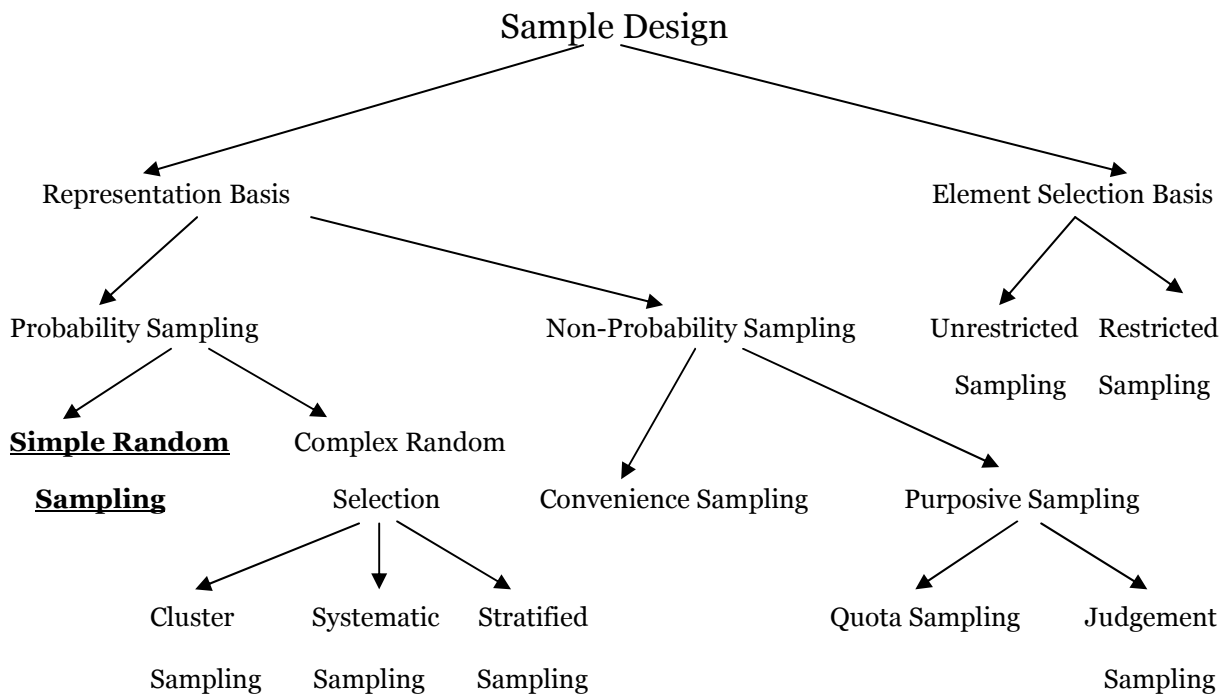 Sample Design
Representation Basis
Element Selection Basis
Probability Sampling
Non-Probability Sampling
Unrestricted
Sampling
Restricted
Sampling
Simple Random
Sampling
Complex Random
Selection
Convenience Sampling
Purposive Sampling
Cluster
Sampling
Systematic
Sampling
Stratified
Sampling
Quota Sampling
Judgement
Sampling